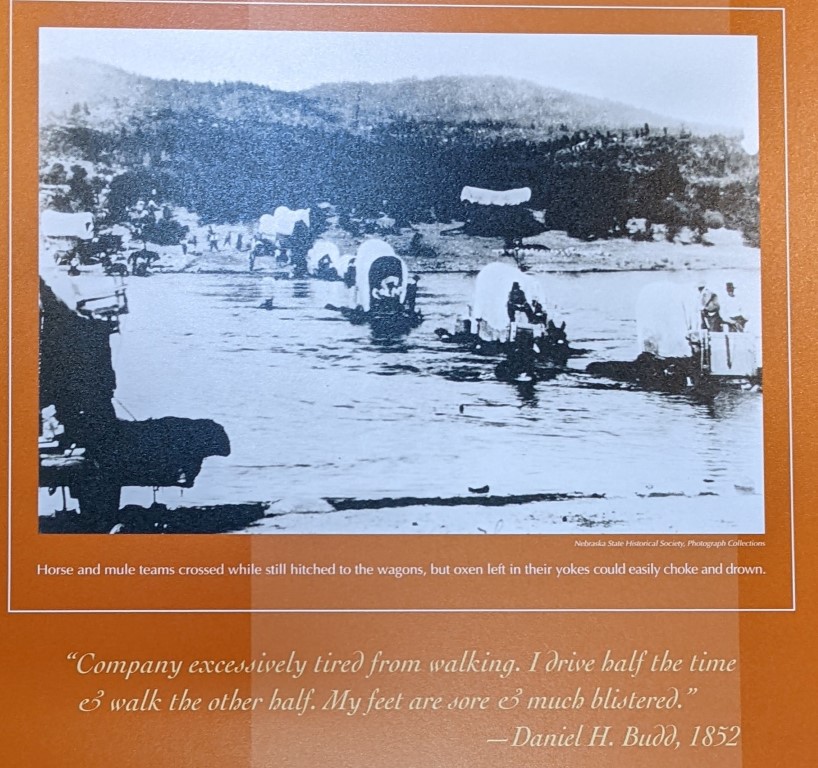 Nebraska State Historical Society, Photograph Collections
Horse and mule teams crossed while still hitched to the wagons, but oxen left in their yokes could easily choke and drown.
“Company excessively tired from walking. I drive half the time
& walk the other half. My feet are sore & much blistered.”
—Daniel H. Budd, 1852